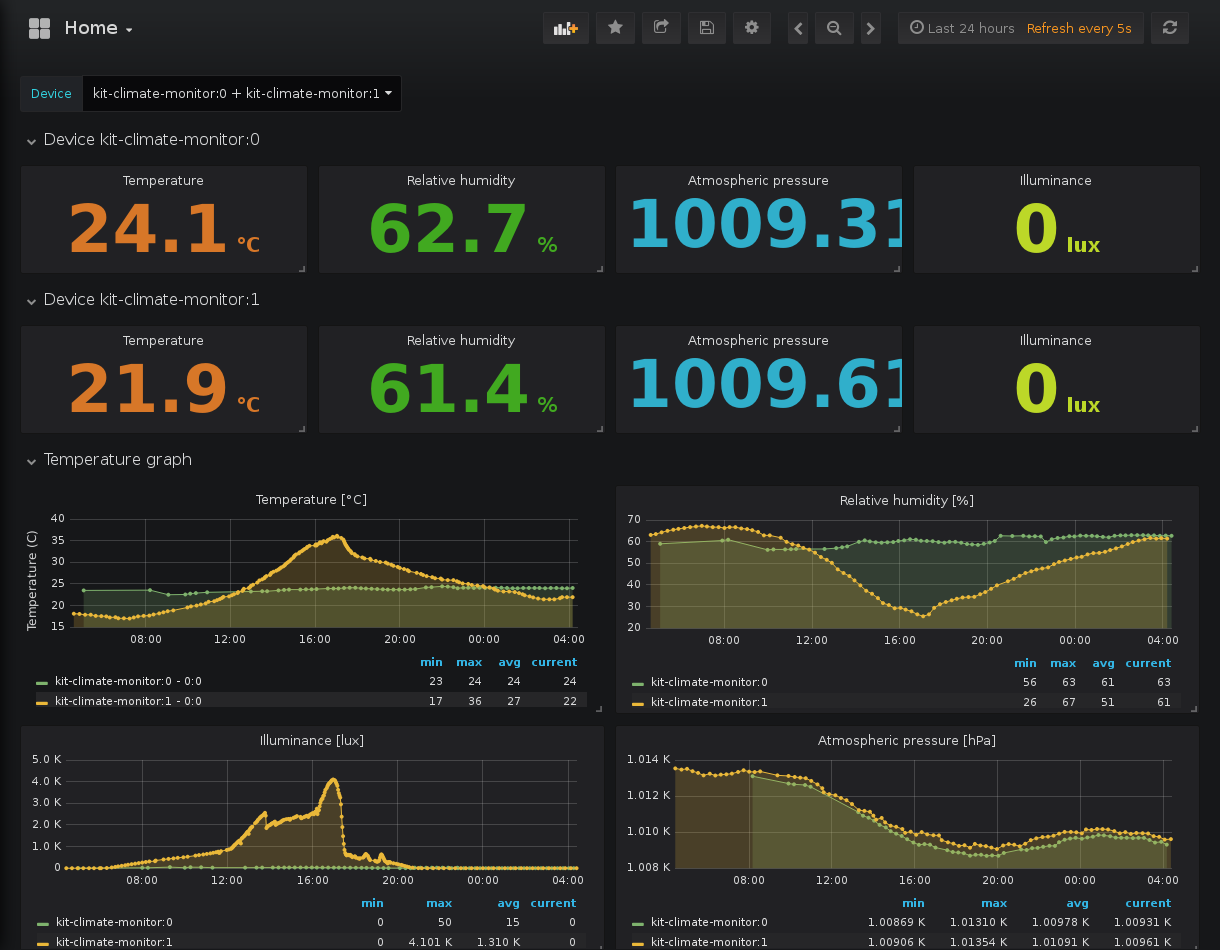 Home
Last 24 hours Refresh every 5s
Device kit-climate-monitor:0 + kit-climate-monitor:1
Device kit-climate-monitor:0
Temperature Relative humidity Atmospheric pressure Illuminance
24.1 °C 62.7 % 1009.31 0 lux
Device kit-climate-monitor:1
Temperature Relative humidity Atmospheric pressure Illuminance
21.9 °C 61.4 % 1009.61 0 lux
Temperature graph
Temperature [°C]
Temperature (C)
40
35
30
25
20
15
08:00 12:00 16:00 20:00 00:00 04:00
min max avg current
kit-climate-monitor:0 - 0:0 23 24 24 24
kit-climate-monitor:1 - 0:0 17 36 27 22
Relative humidity [%]
70
60
50
40
30
20
08:00 12:00 16:00 20:00 00:00 04:00
min max avg current
kit-climate-monitor:0 56 63 61 63
kit-climate-monitor:1 26 67 51 61
Illuminance [lux]
5.0 K
4.0 K
3.0 K
2.0 K
1.0 K
0
08:00 12:00 16:00 20:00 00:00 04:00
min max avg current
kit-climate-monitor:0 0 50 15 0
kit-climate-monitor:1 0 4.101 K 1.310 K 0
Atmospheric pressure [hPa]
1.014 K
1.012 K
1.010 K
1.008 K
08:00 12:00 16:00 20:00 00:00 04:00
min max avg current
kit-climate-monitor:0 1.00869 K 1.01310 K 1.00978 K 1.00931 K
kit-climate-monitor:1 1.00906 K 1.01354 K 1.01091 K 1.00961 K